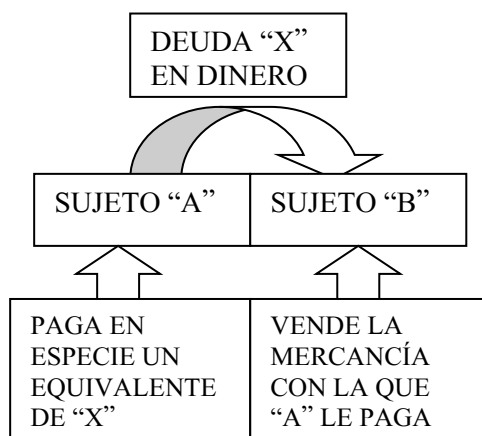 DEUDA “X”
EN DINERO
SUJETO “A”
SUJETO “B”
PAGA EN
ESPECIE UN
EQUIVALENTE
DE “X”
VENDE LA
MERCANCÍA
CON LA QUE
“A” LE PAGA